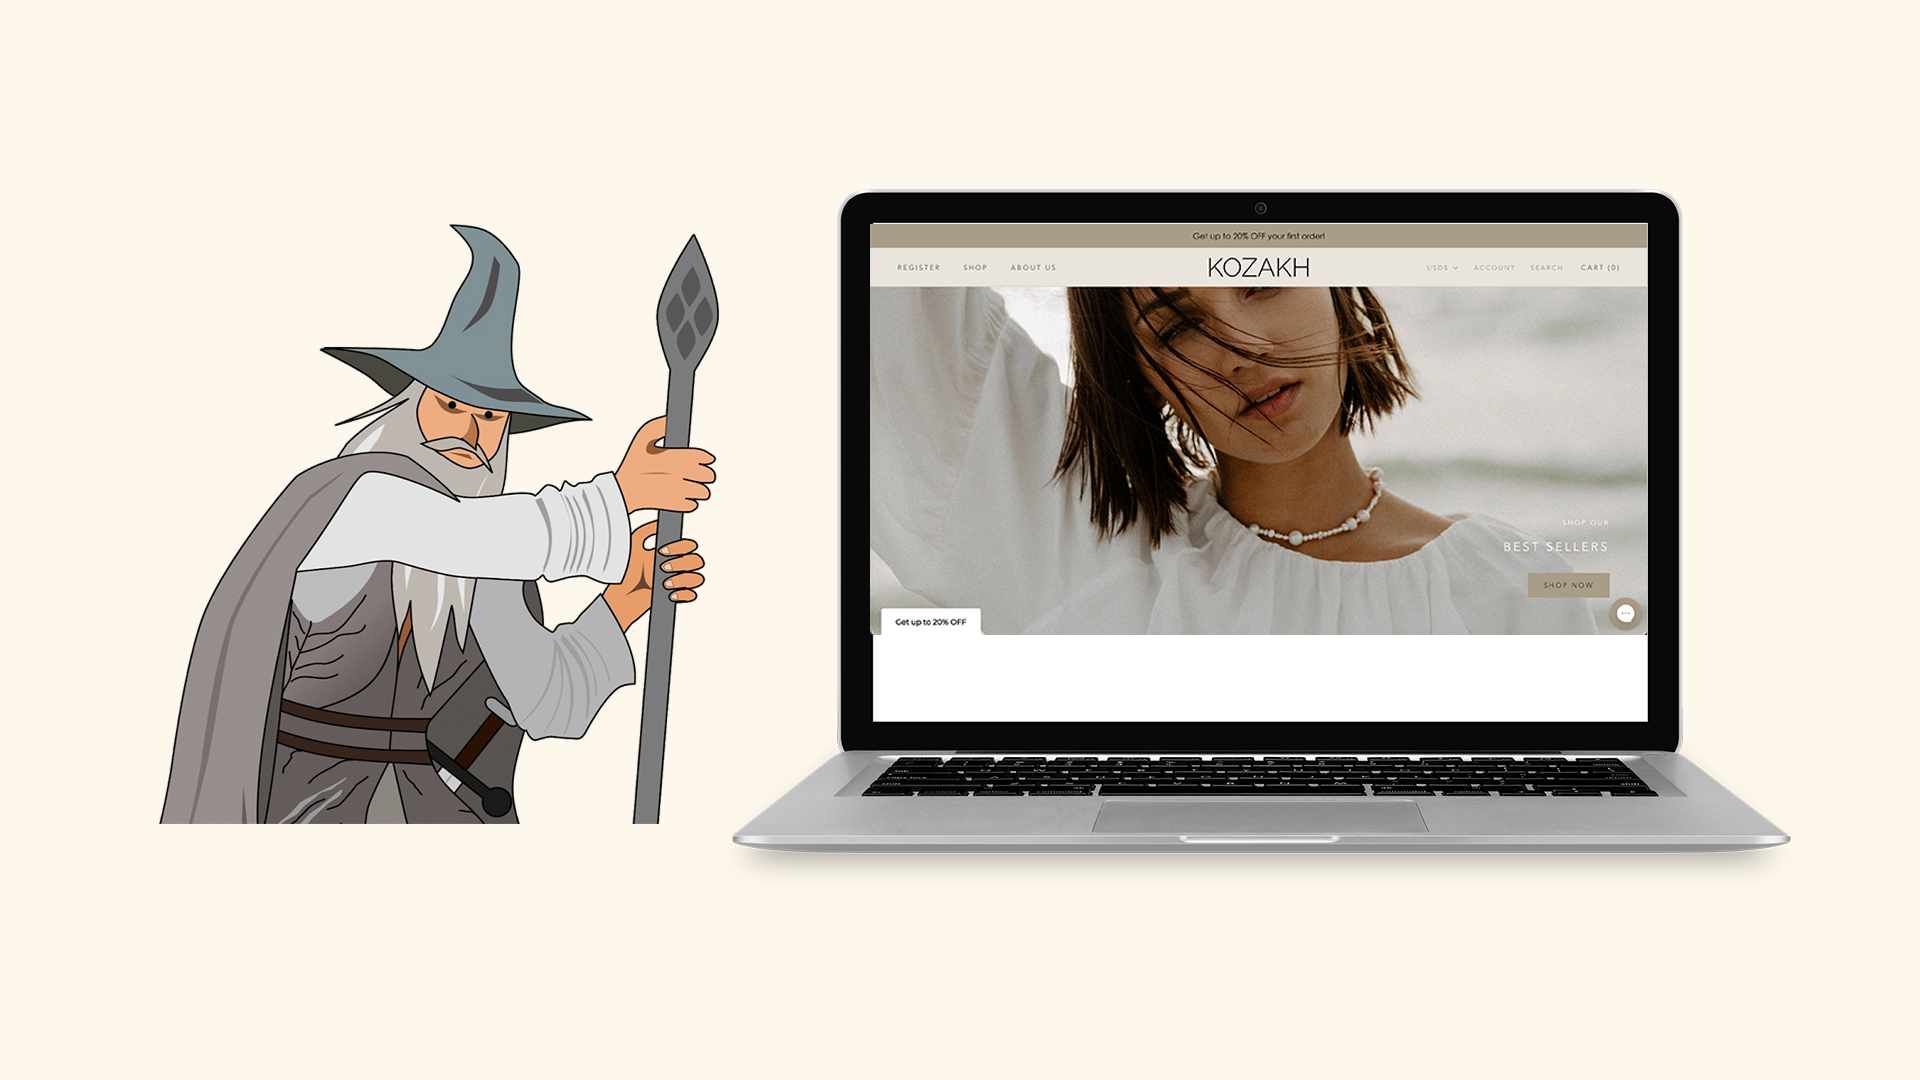 Get up to 20% OFF your first order!
REGISTER SHOP ABOUT US KOZAKH USD$ ACCOUNT SEARCH CART (0)
SHOP OUR
BEST SELLERS
SHOP NOW
Get up to 20% OFF